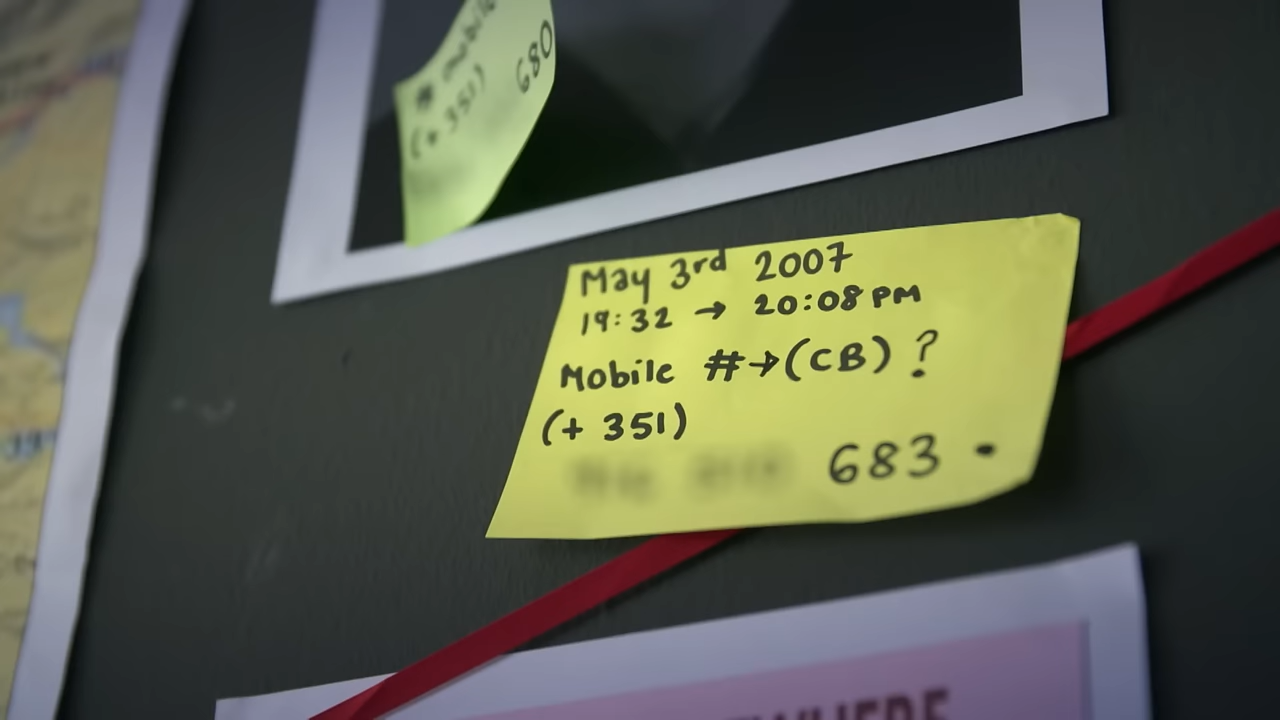 mobile
(+ 351)
680
May 3rd 2007
19:32 → 20:08 PM
Mobile #→(CB)?
(+ 351)
683